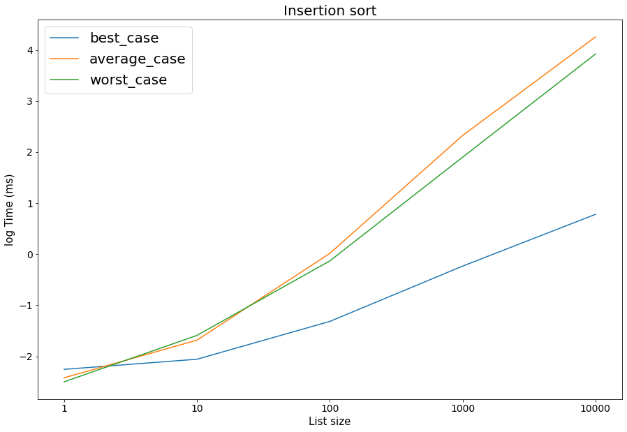 Insertion sort
best_case
average_case
worst_case
log Time (ms)
4
3
2
1
0
−1
−2
1 10 100 1000 10000
List size